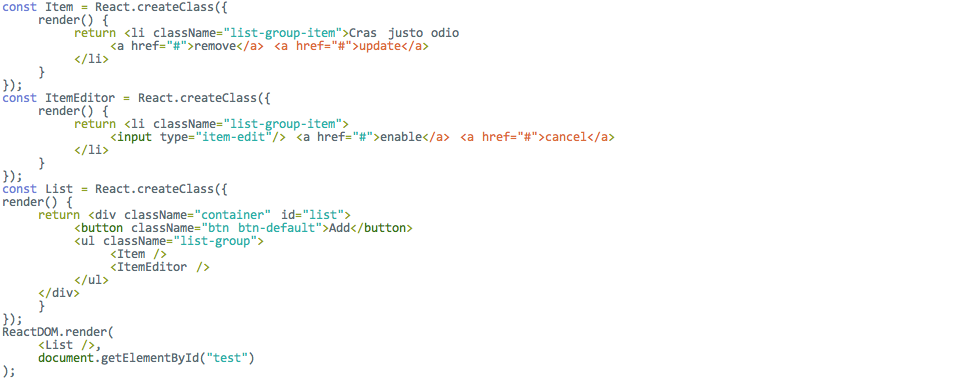 const Item = React.createClass({
render() {
return <li className="list-group-item">Cras justo odio
<a href="#">remove</a> <a href="#">update</a>
</li>
}
});
const ItemEditor = React.createClass({
render() {
return <li className="list-group-item">
<input type="item-edit"/> <a href="#">enable</a> <a href="#">cancel</a>
</li>
}
});
const List = React.createClass({
render() {
return <div className="container" id="list">
<button className="btn btn-default">Add</button>
<ul className="list-group">
<Item />
<ItemEditor />
</ul>
</div>
}
});
ReactDOM.render(
<List />,
document.getElementById("test")
);